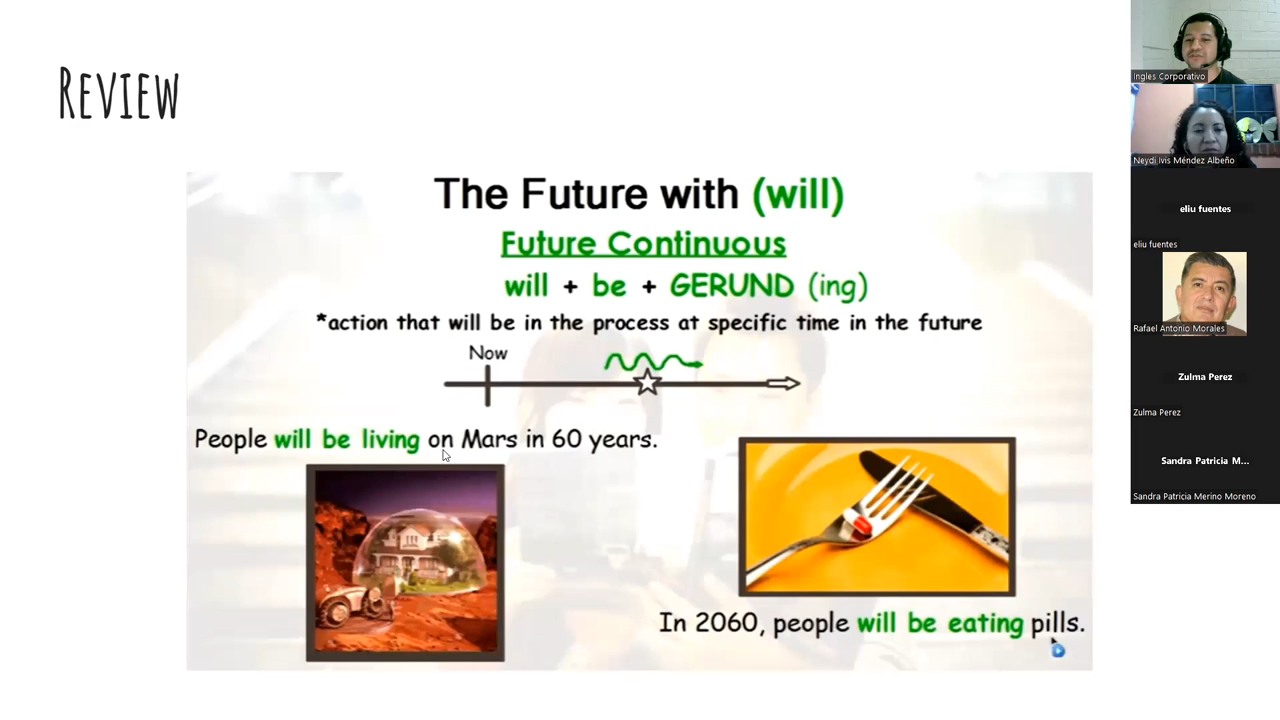 Review
The Future with (will)
Future Continuous
will + be + GERUND (ing)
*action that will be in the process at specific time in the future
Now
People will be living on Mars in 60 years.
In 2060, people will be eating pills.
Ingles Corporativo
Neydi Ivis Méndez Albeño
eliu fuentes
eliu fuentes
Rafael Antonio Morales
Zulma Perez
Zulma Perez
Sandra Patricia M...
Sandra Patricia Merino Moreno